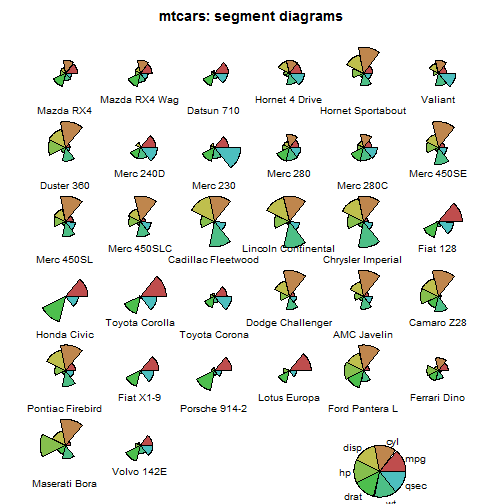 mtcars: segment diagrams
Mazda RX4
Mazda RX4 Wag
Datsun 710
Hornet 4 Drive
Hornet Sportabout
Valiant
Duster 360
Merc 240D
Merc 230
Merc 280
Merc 280C
Merc 450SE
Merc 450SL
Merc 450SLC
Cadillac Fleetwood
Lincoln Continental
Chrysler Imperial
Fiat 128
Honda Civic
Toyota Corolla
Toyota Corona
Dodge Challenger
AMC Javelin
Camaro Z28
Pontiac Firebird
Fiat X1-9
Porsche 914-2
Lotus Europa
Ford Pantera L
Ferrari Dino
Maserati Bora
Volvo 142E
cyl
disp
mpg
hp
qsec
drat